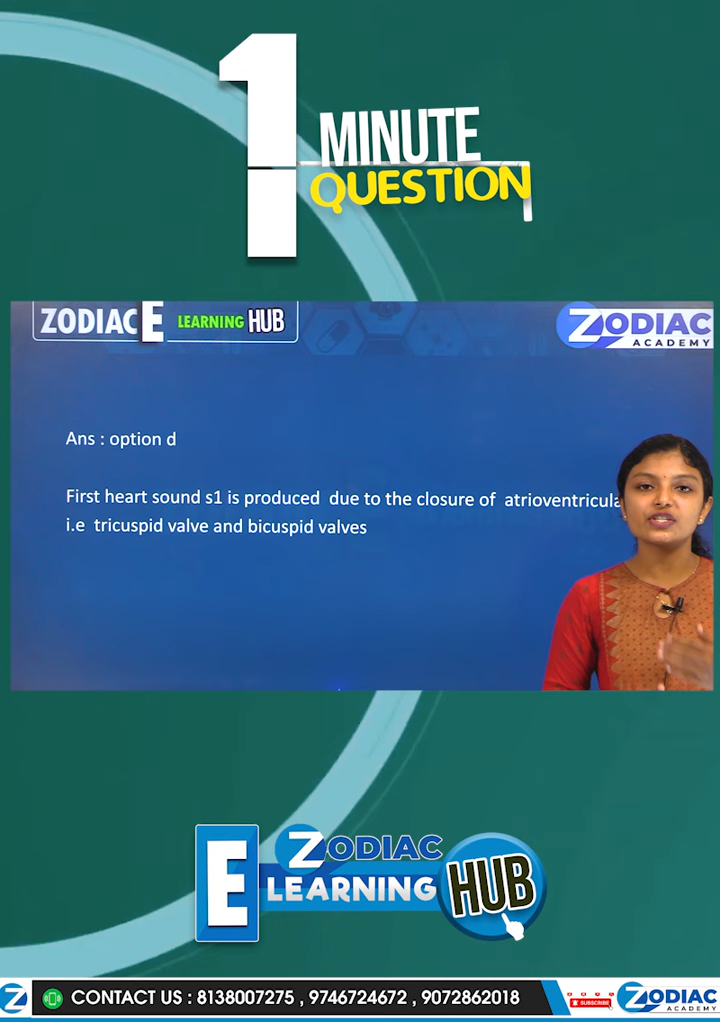 1
MINUTE
QUESTION
ZODIAC E LEARNING HUB
ZODIAC
ACADEMY
Ans : option d
First heart sound s1 is produced due to the closure of
i.e tricuspid valve and bicuspid valves
E ZODIAC
LEARNING HUB
Z
CONTACT US : 8138007275 , 9746724672 , 9072862018
SUBSCRIBE
ZODIAC
ACADEMY